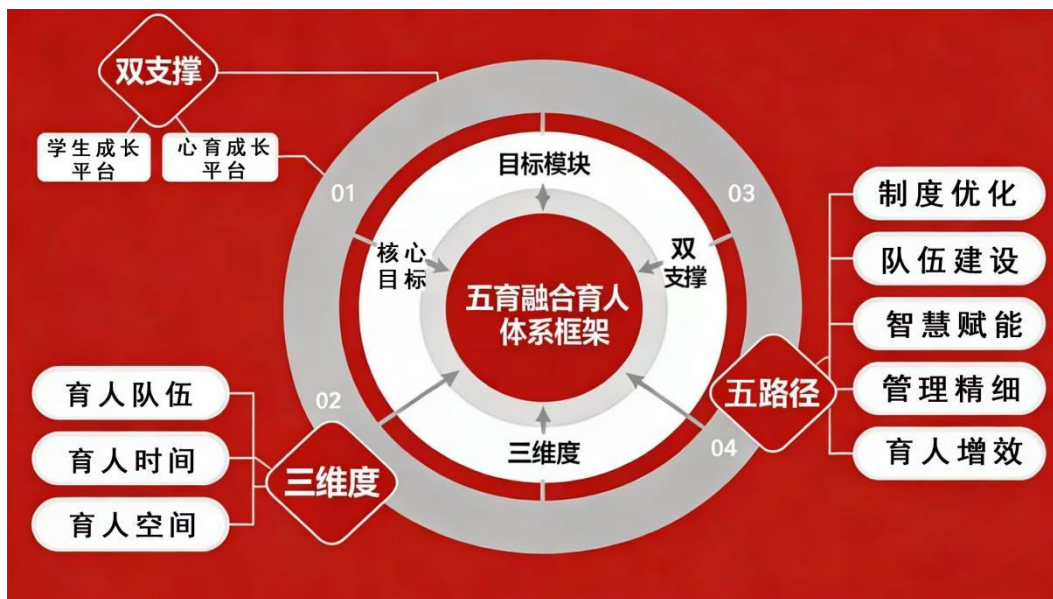 双支撑
学生成长
平台
心育成长
平台
01
目标模块
03
核心
目标
双
支撑
五育融合育人
体系框架
制度优化
队伍建设
智慧赋能
管理精细
育人增效
五路径
育人队伍
育人时间
育人空间
02
三维度
三维度
04